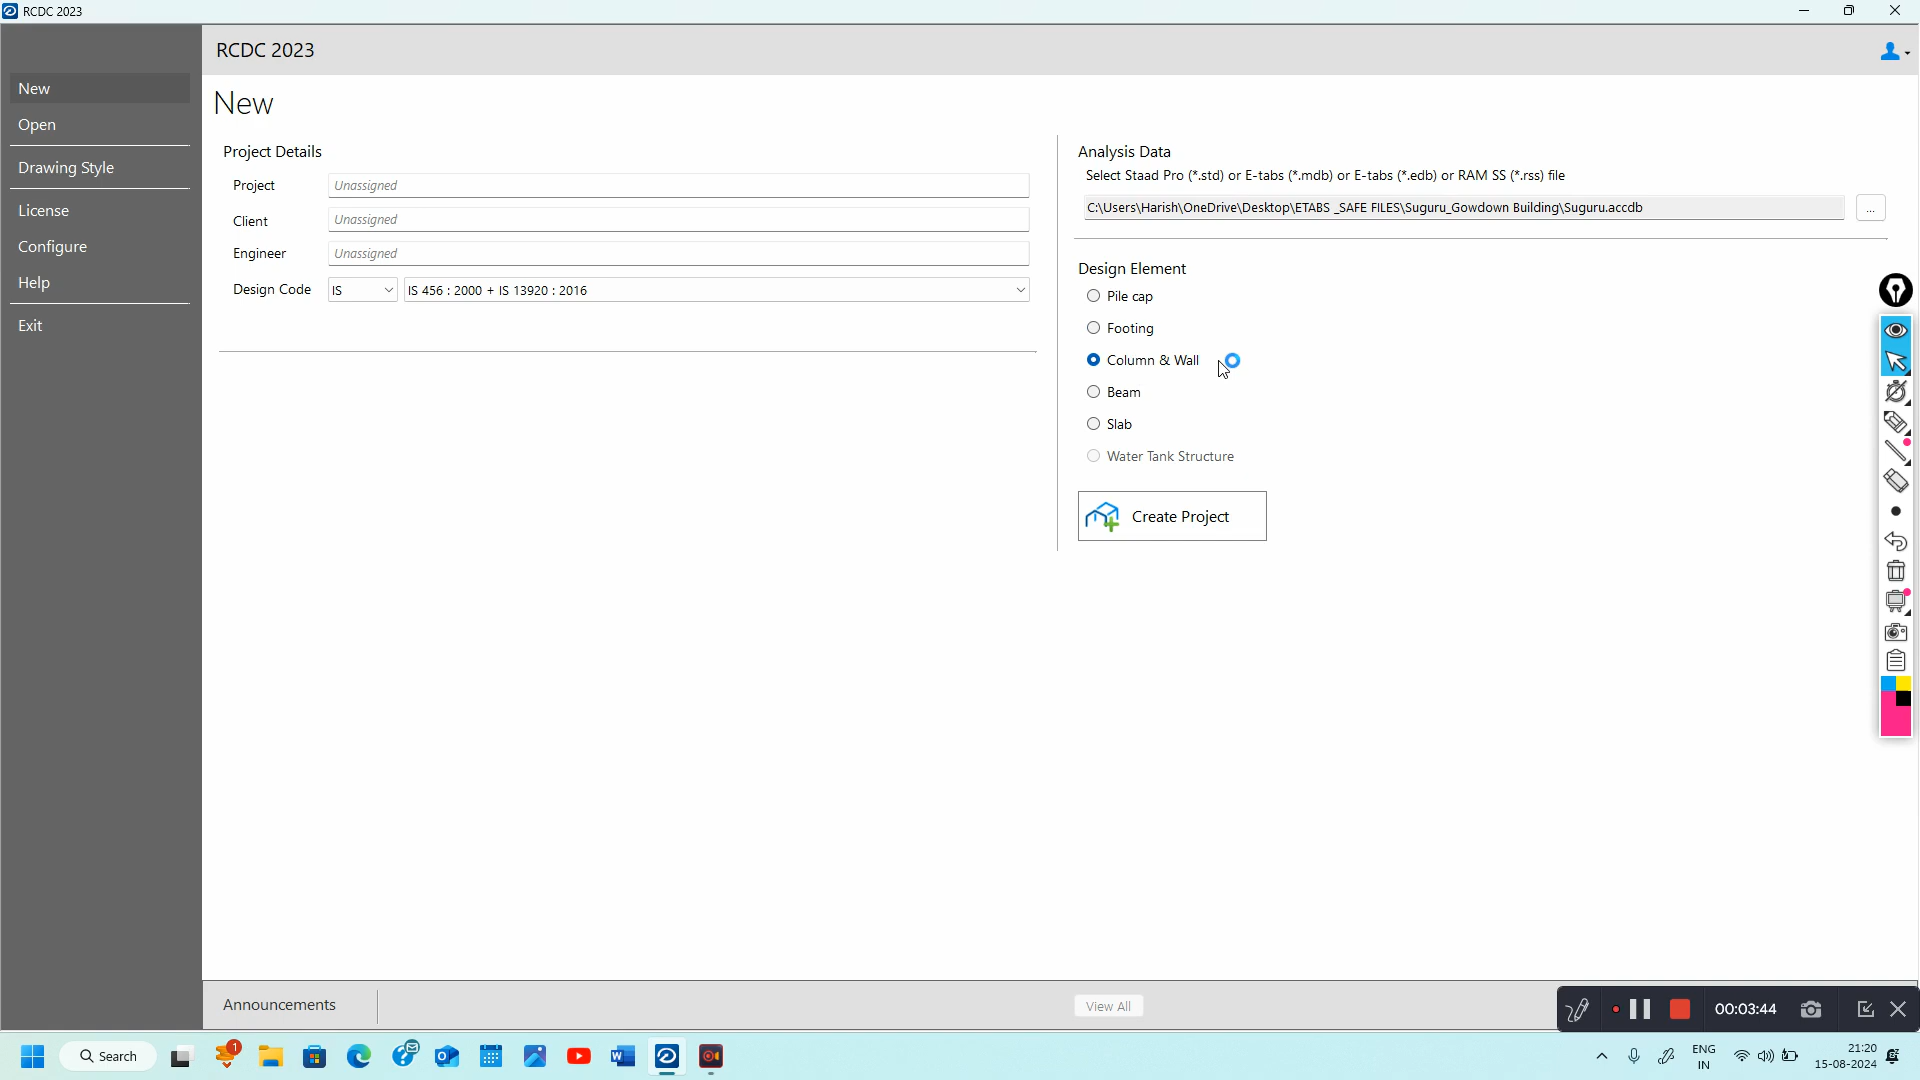 RCDC 2023
RCDC 2023
New
Open
Drawing Style
License
Configure
Help
Exit
New
Project Details
Project Unassigned
Client Unassigned
Engineer Unassigned
Design Code IS IS 456 : 2000 + IS 13920 : 2016
Analysis Data
Select Staad Pro (*.std) or E-tabs (*.mdb) or E-tabs (*.edb) or RAM SS (*.rss) file
C:\Users\Harish\OneDrive\Desktop\ETABS _SAFE FILES\Suguru_Gowdown Building\Suguru.accdb ...
Design Element
Pile cap
Footing
Column & Wall
Beam
Slab
Water Tank Structure
Create Project
Announcements
View All
00:03:44
Search
1
ENG
IN
21:20
15-08-2024